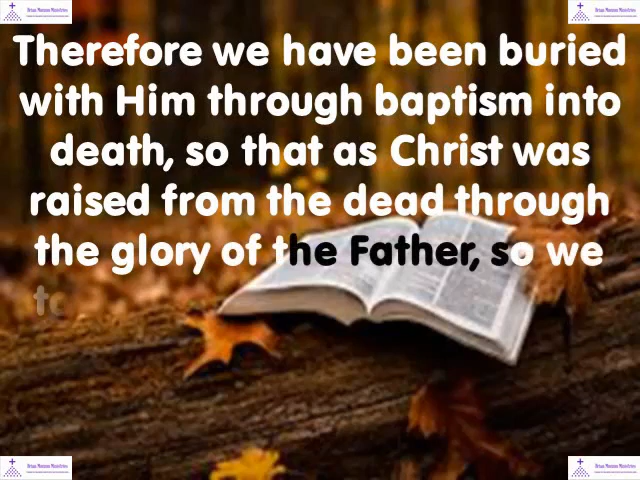 Therefore we have been buried
with Him through baptism into
death, so that as Christ was
raised from the dead through
the glory of the Father, so we